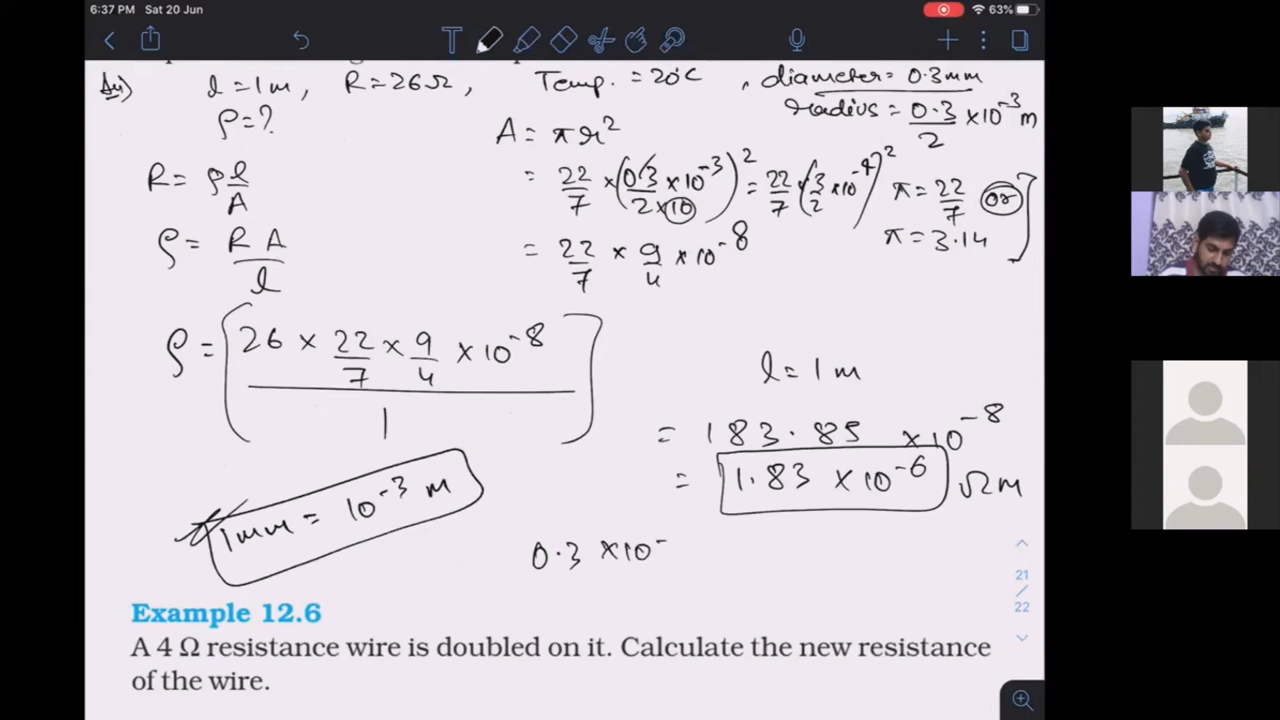 6:37 PM Sat 20 Jun
63%
Ans) l = 1m, R = 26Ω, Temp. = 20°C, diameter = 0.3mm
ρ = ?
radius = 0.3/2 × 10⁻³ m
A = πr²
R = ρ l/A
= 22/7 × (0.3 × 10⁻³ / 2×10)² = 22/7 × (3/2 × 10⁻⁴)²
π = 22/7 or
π = 3.14
ρ = R A / l
= 22/7 × 9/4 × 10⁻⁸
ρ = [26 × 22/7 × 9/4 × 10⁻⁸ / 1]
l = 1 m
= 183.85 × 10⁻⁸
= 1.83 × 10⁻⁶ Ωm
1mm = 10⁻³ m
0.3 × 10⁻
21
/
22
Example 12.6
A 4 Ω resistance wire is doubled on it. Calculate the new resistance
of the wire.